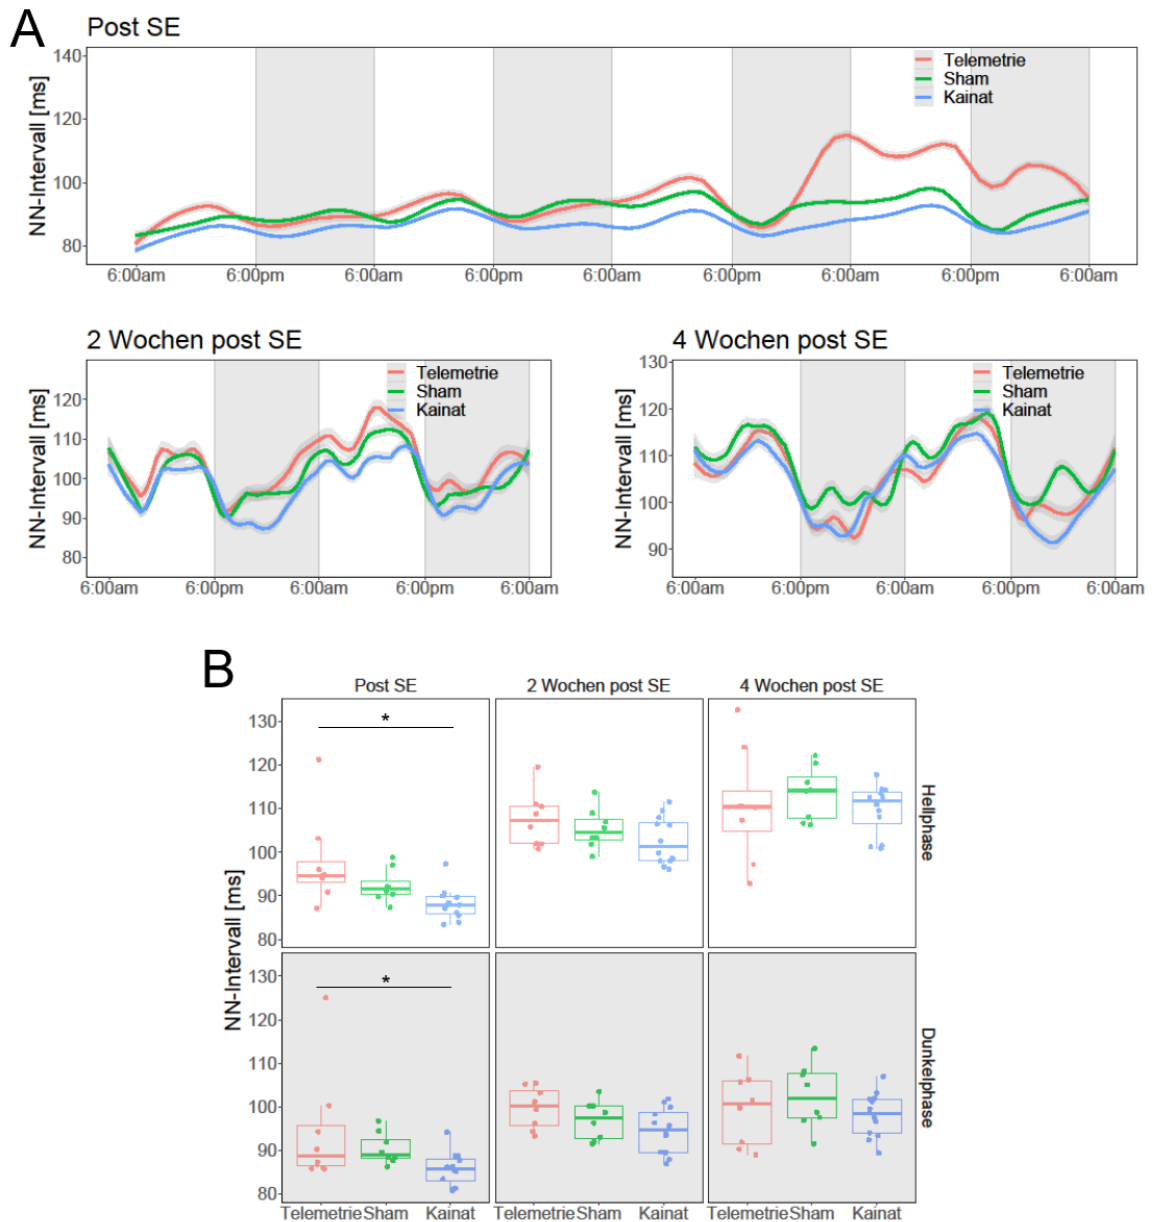 A
Post SE
NN-Intervall [ms]
140
120
100
80
Telemetrie
Sham
Kainat
6:00am 6:00pm 6:00am 6:00pm 6:00am 6:00pm 6:00am 6:00pm 6:00am
2 Wochen post SE
NN-Intervall [ms]
120
110
100
90
80
Telemetrie
Sham
Kainat
6:00am 6:00pm 6:00am 6:00pm 6:00am
4 Wochen post SE
NN-Intervall [ms]
130
120
110
100
90
Telemetrie
Sham
Kainat
6:00am 6:00pm 6:00am 6:00pm 6:00am
B
Post SE 2 Wochen post SE 4 Wochen post SE
NN-Intervall [ms]
130
120
110
100
90
80
*
Hellphase
130
120
110
100
90
80
*
Dunkelphase
Telemetrie Sham Kainat Telemetrie Sham Kainat Telemetrie Sham Kainat